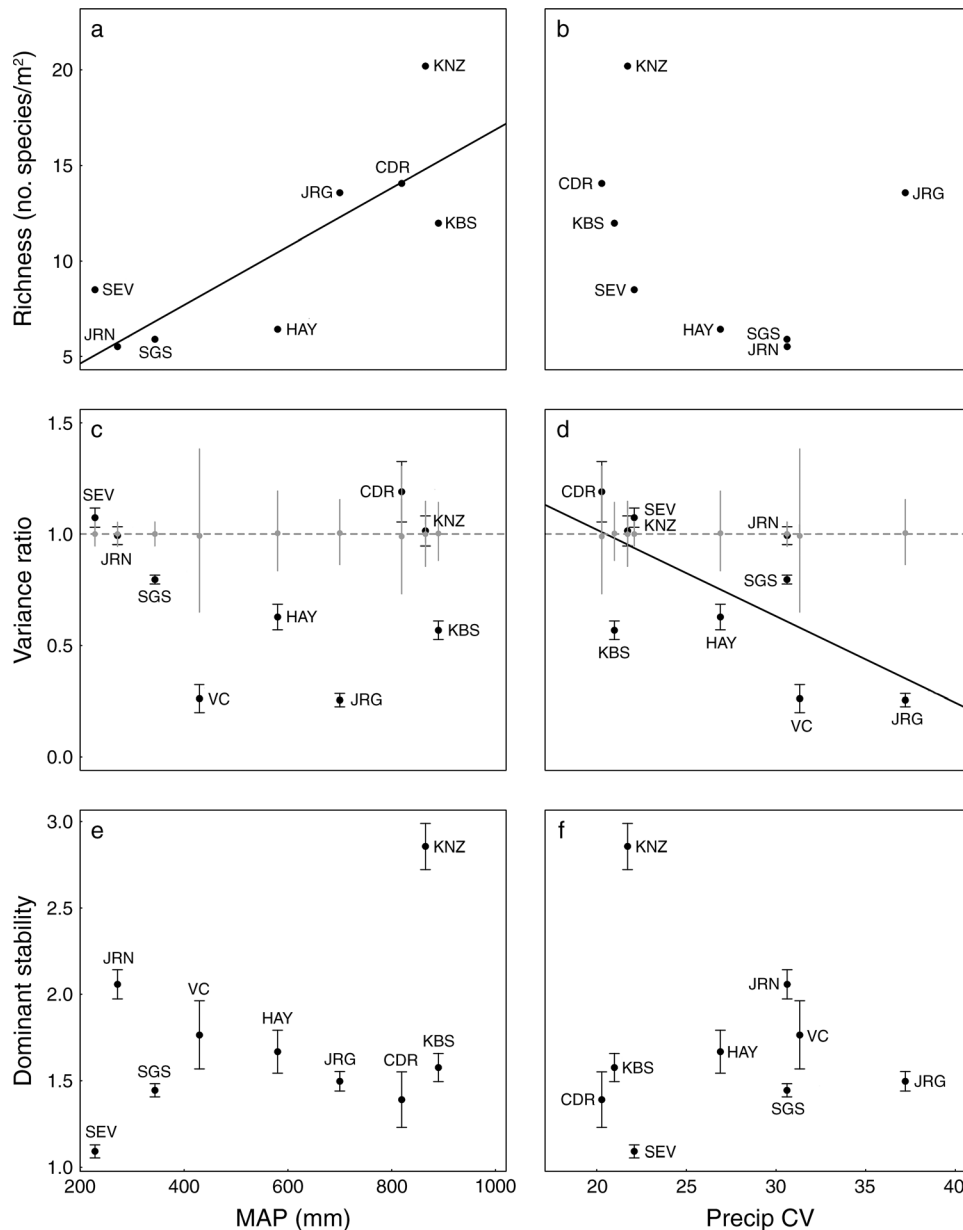 a
Richness (no. species/m²)
20
15
10
5
KNZ
CDR
JRG
KBS
SEV
HAY
JRN
SGS
b
KNZ
CDR
JRG
KBS
SEV
HAY
SGS
JRN
c
Variance ratio
1.5
1.0
0.5
0.0
SEV
CDR
KNZ
JRN
SGS
HAY
KBS
VC
JRG
d
CDR
SEV
KNZ
JRN
SGS
KBS
HAY
VC
JRG
e
Dominant stability
3.0
2.5
2.0
1.5
1.0
KNZ
JRN
VC
HAY
SGS
JRG
CDR
KBS
SEV
200 400 600 800 1000
MAP (mm)
f
KNZ
JRN
VC
HAY
KBS
JRG
CDR
SGS
SEV
20 25 30 35 40
Precip CV